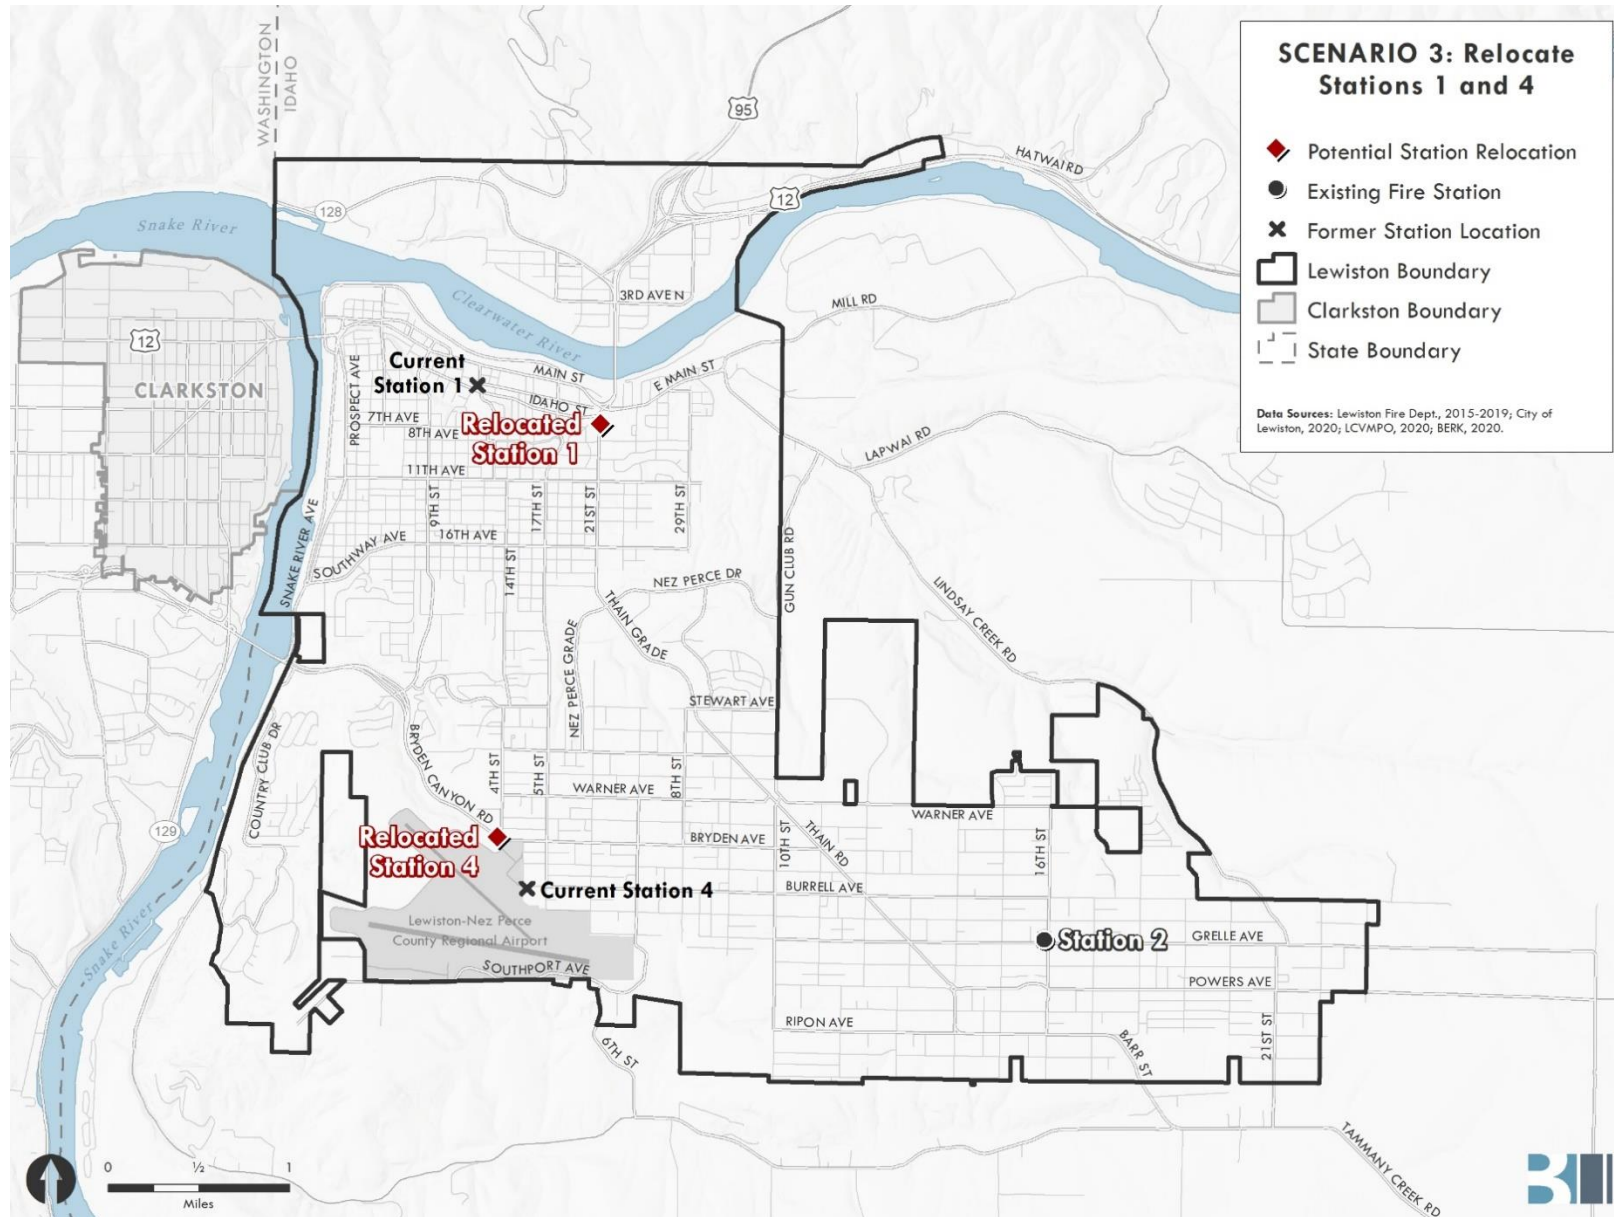 SCENARIO 3: Relocate
Stations 1 and 4
Potential Station Relocation
Existing Fire Station
Former Station Location
Lewiston Boundary
Clarkston Boundary
State Boundary
Data Sources: Lewiston Fire Dept., 2015-2019; City of
Lewiston, 2020; LCVMPO, 2020; BERK, 2020.
WASHINGTON
IDAHO
95
HATWAI RD
12
128
Snake River
3RD AVE N
Clearwater River
MILL RD
12
CLARKSTON
Current
Station 1
MAIN ST
E MAIN ST
IDAHO ST
PROSPECT AVE
7TH AVE
8TH AVE
Relocated
Station 1
11TH AVE
LAPWAI RD
9TH ST
17TH ST
21ST ST
29TH ST
16TH AVE
SNAKE RIVER AVE
SOUTHWAY AVE
14TH ST
GUN CLUB RD
NEZ PERCE DR
LINDSAY CREEK RD
THAIN GRADE
NEZ PERCE GRADE
STEWART AVE
COUNTRY CLUB DR
BRYDEN CANYON RD
4TH ST
5TH ST
8TH ST
WARNER AVE
WARNER AVE
129
Relocated
Station 4
BRYDEN AVE
10TH ST
THAIN RD
16TH ST
Current Station 4
BURRELL AVE
Lewiston-Nez Perce
County Regional Airport
Station 2
GRELLE AVE
Snake River
SOUTHPORT AVE
POWERS AVE
RIPON AVE
6TH ST
BARR ST
21ST ST
TAMMANY CREEK RD
0 ½ 1
Miles